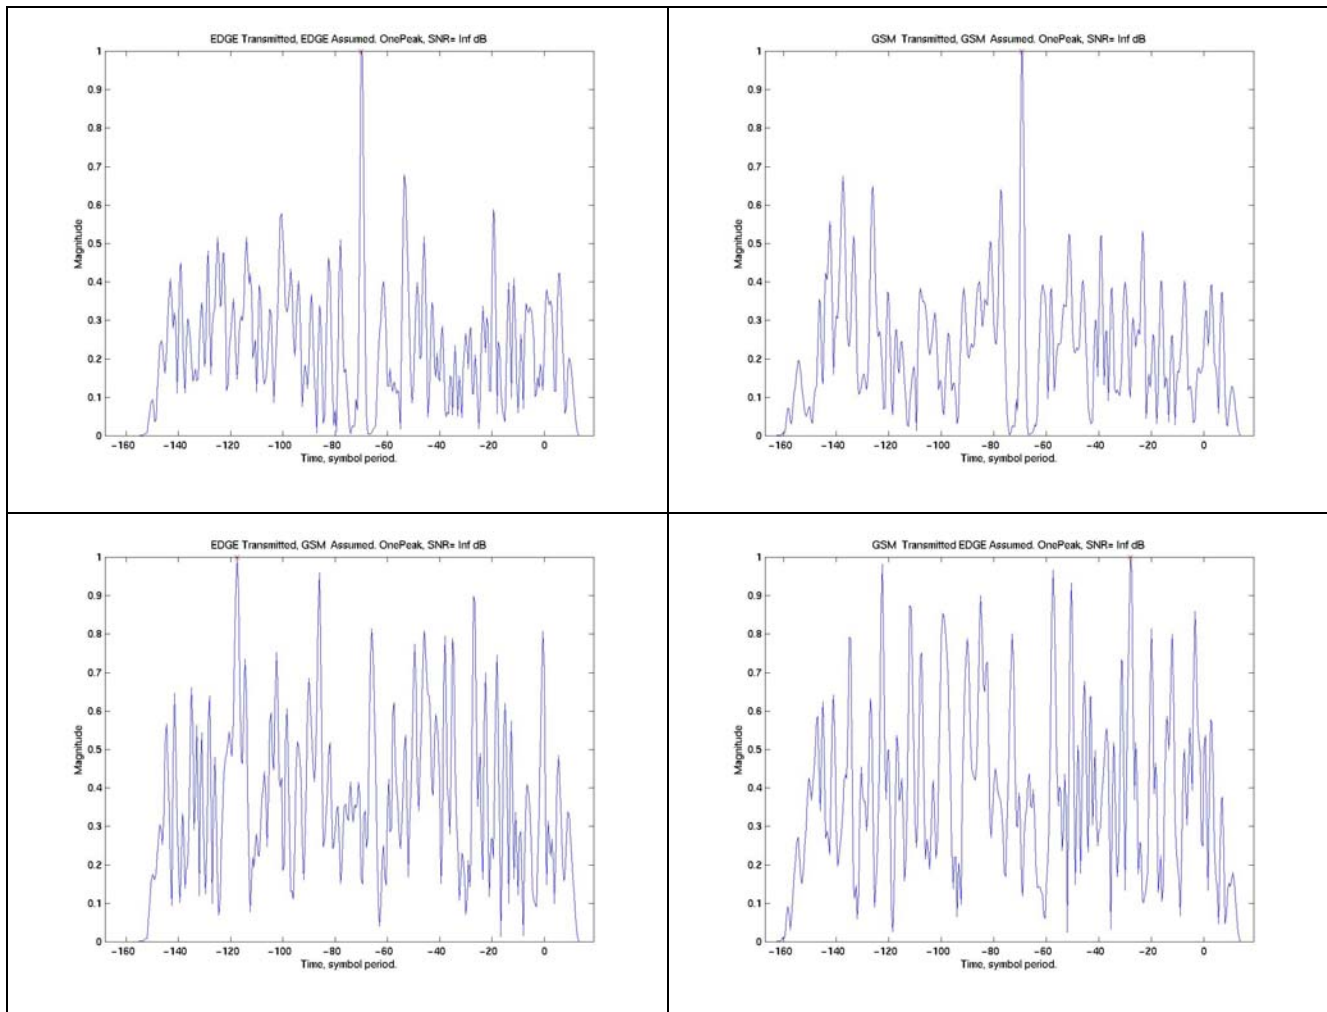 EDGE Transmitted, EDGE Assumed. OnePeak, SNR= Inf dB
1
0.9
0.8
0.7
0.6
0.5
0.4
0.3
0.2
0.1
0
Magnitude
-160 -140 -120 -100 -80 -60 -40 -20 0
Time, symbol period.
GSM Transmitted, GSM Assumed. OnePeak, SNR= Inf dB
1
0.9
0.8
0.7
0.6
0.5
0.4
0.3
0.2
0.1
0
Magnitude
-160 -140 -120 -100 -80 -60 -40 -20 0
Time, symbol period.
EDGE Transmitted, GSM Assumed. OnePeak, SNR= Inf dB
1
0.9
0.8
0.7
0.6
0.5
0.4
0.3
0.2
0.1
0
Magnitude
-160 -140 -120 -100 -80 -60 -40 -20 0
Time, symbol period.
GSM Transmitted EDGE Assumed. OnePeak, SNR= Inf dB
1
0.9
0.8
0.7
0.6
0.5
0.4
0.3
0.2
0.1
0
Magnitude
-160 -140 -120 -100 -80 -60 -40 -20 0
Time, symbol period.